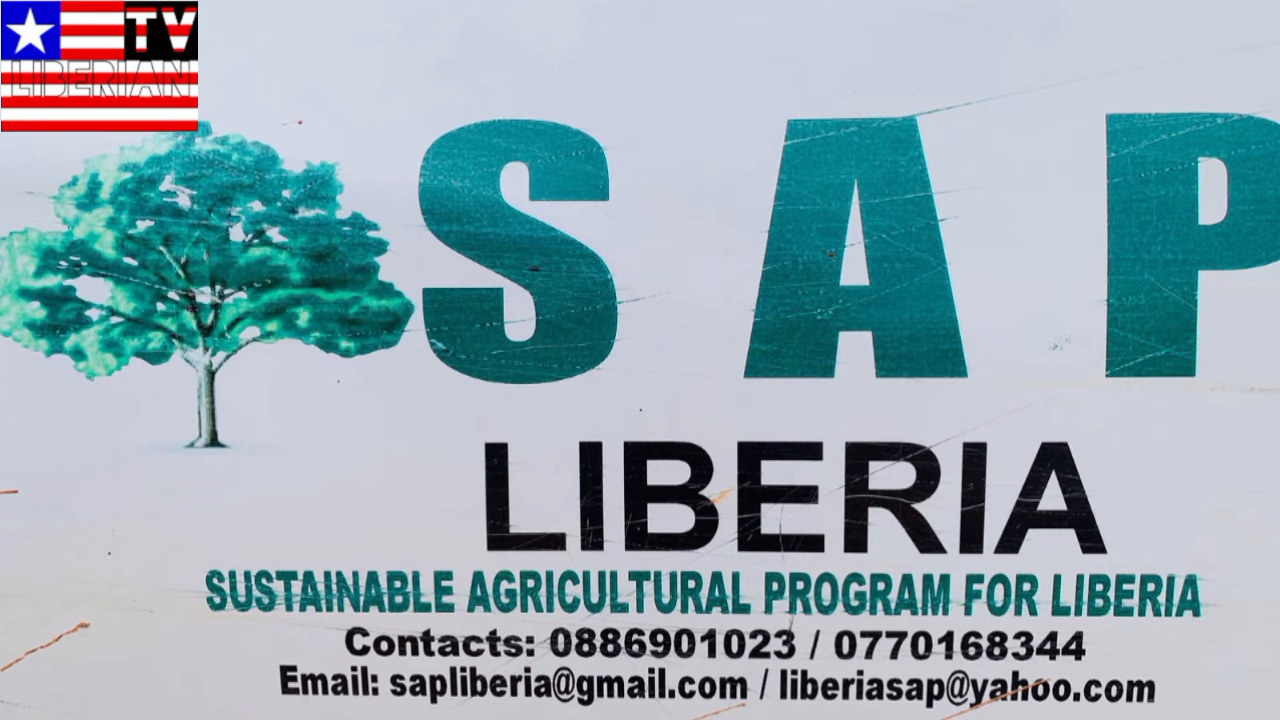 TV
LIBERIAN
S A P
LIBERIA
SUSTAINABLE AGRICULTURAL PROGRAM FOR LIBERIA
Contacts: 0886901023 / 0770168344
Email: sapliberia@gmail.com / liberiasap@yahoo.com